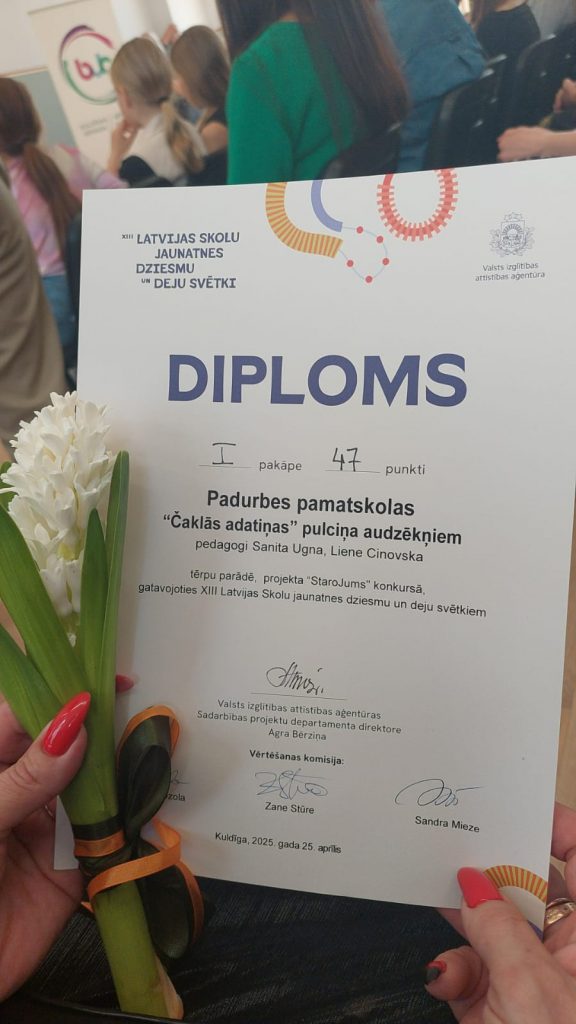 XIII LATVIJAS SKOLU
JAUNATNES
DZIESMU
UN DEJU SVĒTKI
Valsts izglītības
attīstības aģentūra
DIPLOMS
I pakāpe 47 punkti
Padurbes pamatskolas
“Čaklās adatiņas” pulciņa audzēkņiem
pedagogi Sanita Ugna, Liene Cinovska
tērpu parādē, projekta "StaroJums" konkursā,
gatavojoties XIII Latvijas Skolu jaunatnes dziesmu un deju svētkiem
Valsts izglītības attīstības aģentūras
Sadarbības projektu departamenta direktore
Agra Bērziņa
Vērtēšanas komisija:
Zane Stūre
Sandra Mieze
Kuldīga, 2025. gada 25. aprīlis